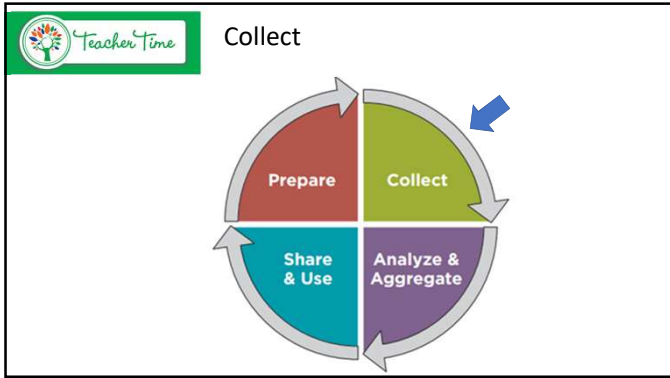 Teacher Time
Collect
Prepare
Collect
Share
& Use
Analyze &
Aggregate